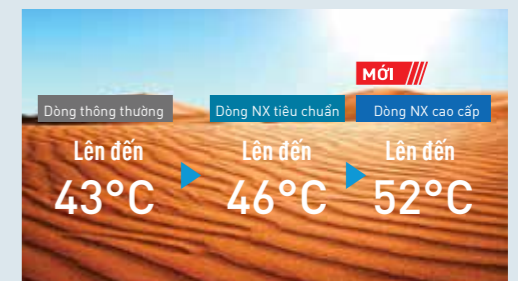 MỚI
Dòng thông thường
Dòng NX tiêu chuẩn
Dòng NX cao cấp
Lên đến
43°C
Lên đến
46°C
Lên đến
52°C